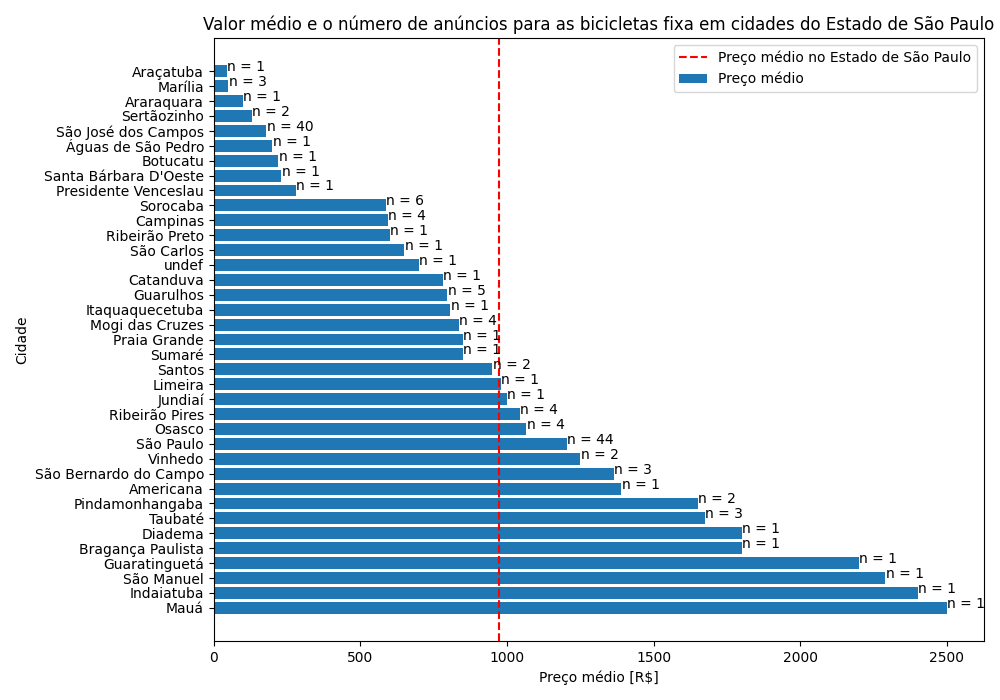 Valor médio e o número de anúncios para as bicicletas fixa em cidades do Estado de São Paulo
Preço médio no Estado de São Paulo
Preço médio
Araçatuba n = 1
Marília n = 3
Araraquara n = 1
Sertãozinho n = 2
São José dos Campos n = 40
Águas de São Pedro n = 1
Botucatu n = 1
Santa Bárbara D'Oeste n = 1
Presidente Venceslau n = 1
Sorocaba n = 6
Campinas n = 4
Ribeirão Preto n = 1
São Carlos n = 1
undef n = 1
Catanduva n = 1
Guarulhos n = 5
Itaquaquecetuba n = 1
Mogi das Cruzes n = 4
Praia Grande n = 1
Sumaré n = 1
Santos n = 2
Limeira n = 1
Jundiaí n = 1
Ribeirão Pires n = 4
Osasco n = 4
São Paulo n = 44
Vinhedo n = 2
São Bernardo do Campo n = 3
Americana n = 1
Pindamonhangaba n = 2
Taubaté n = 3
Diadema n = 1
Bragança Paulista n = 1
Guaratinguetá n = 1
São Manuel n = 1
Indaiatuba n = 1
Mauá n = 1
Cidade
0 500 1000 1500 2000 2500
Preço médio [R$]